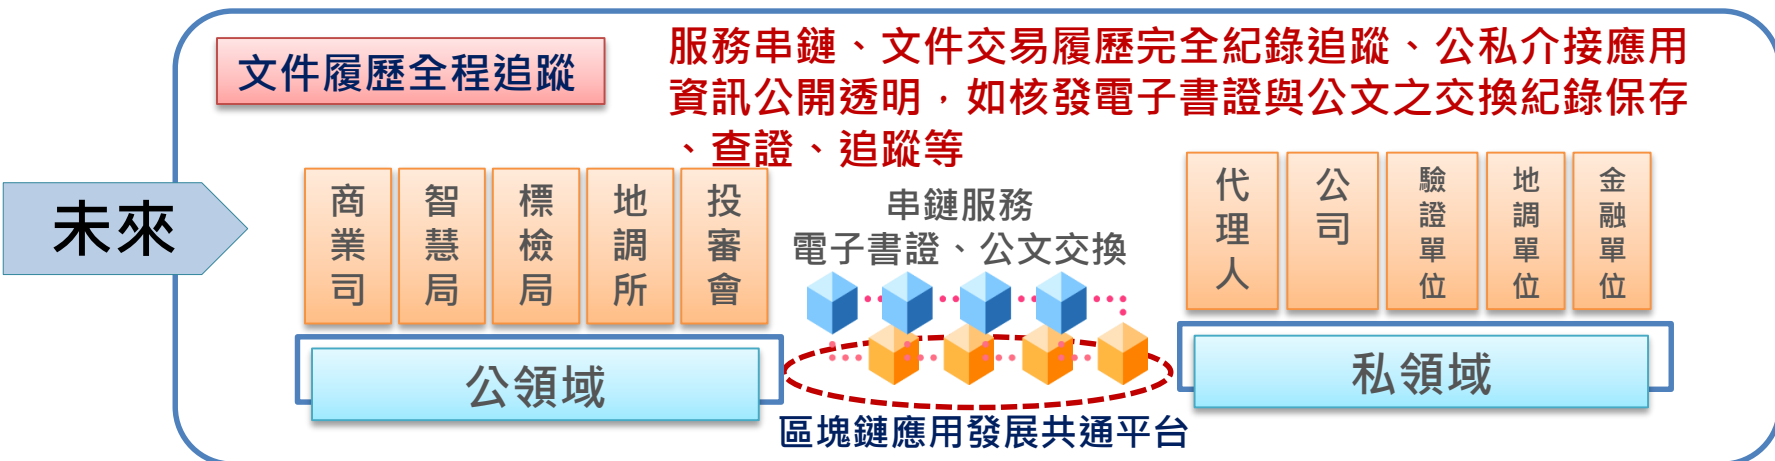 文件履歷全程追蹤
服務串鏈、文件交易履歷完全紀錄追蹤、公私介接應用
資訊公開透明，如核發電子書證與公文之交換紀錄保存
、查證、追蹤等
未來
商業司
智慧局
標檢局
地調所
投審會
串鏈服務
電子書證、公文交換
代理人
公司
驗證單位
地調單位
金融單位
公領域
私領域
區塊鏈應用發展共通平台